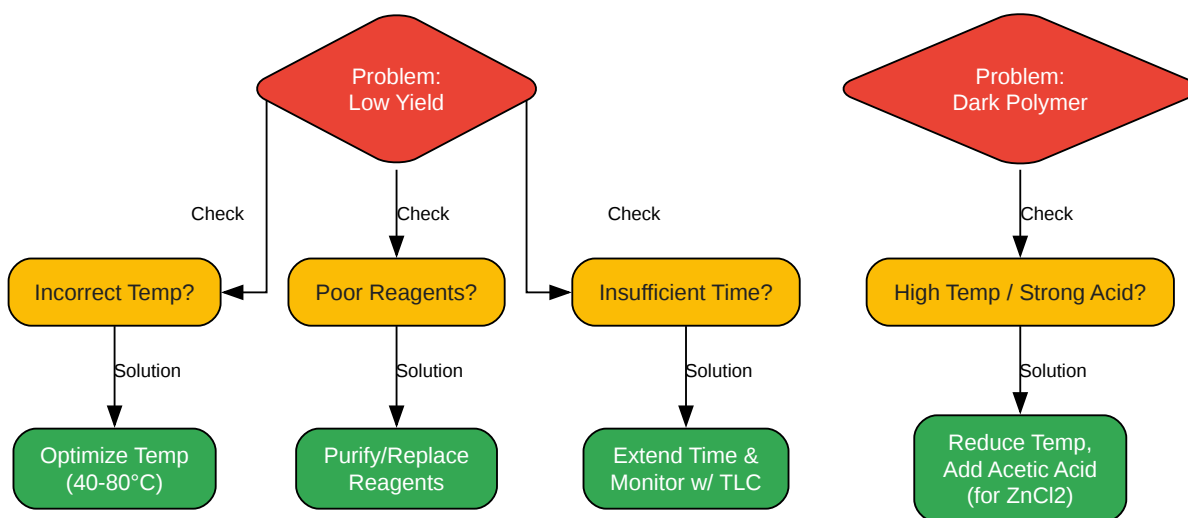 Problem:
Low Yield
Problem:
Dark Polymer
Check
Check
Check
Check
Incorrect Temp?
Poor Reagents?
Insufficient Time?
High Temp / Strong Acid?
Solution
Solution
Solution
Solution
Optimize Temp
(40-80°C)
Purify/Replace
Reagents
Extend Time &
Monitor w/ TLC
Reduce Temp,
Add Acetic Acid
(for ZnCl2)